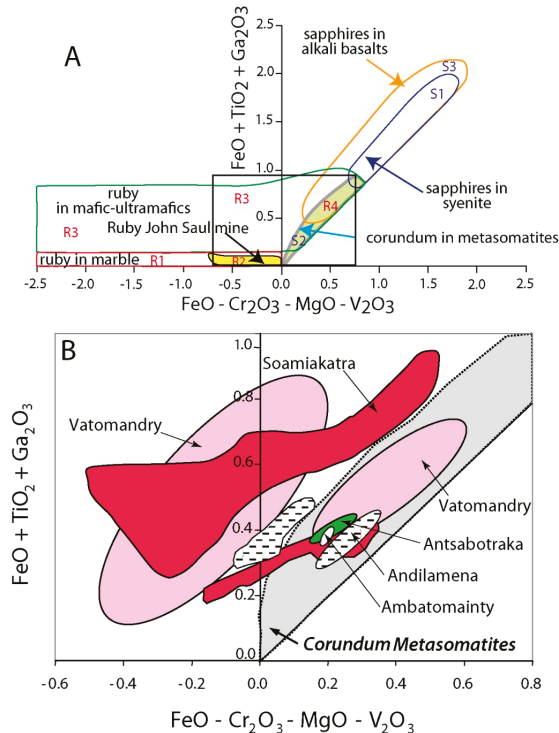 A
FeO + TiO2 + Ga2O3
2.5
2.0
1.5
1.0
0.5
sapphires in
alkali basalts
S3
S1
sapphires in
syenite
ruby
in mafic-ultramafics
R3
R3
R4
Ruby John Saul mine
S2
corundum in metasomatites
ruby in marble
R1
R2
-2.5
-2.0
-1.5
-1.0
-0.5
0.0
0.5
1.0
1.5
2.0
2.5
FeO - Cr2O3 - MgO - V2O3
B
FeO + TiO2 + Ga2O3
1.0
0.8
0.6
0.4
0.2
0.0
Soamiakatra
Vatomandry
Vatomandry
Antsabotraka
Andilamena
Ambatomainty
Corundum Metasomatites
-0.6
-0.4
-0.2
0.0
0.2
0.4
0.6
0.8
FeO - Cr2O3 - MgO - V2O3